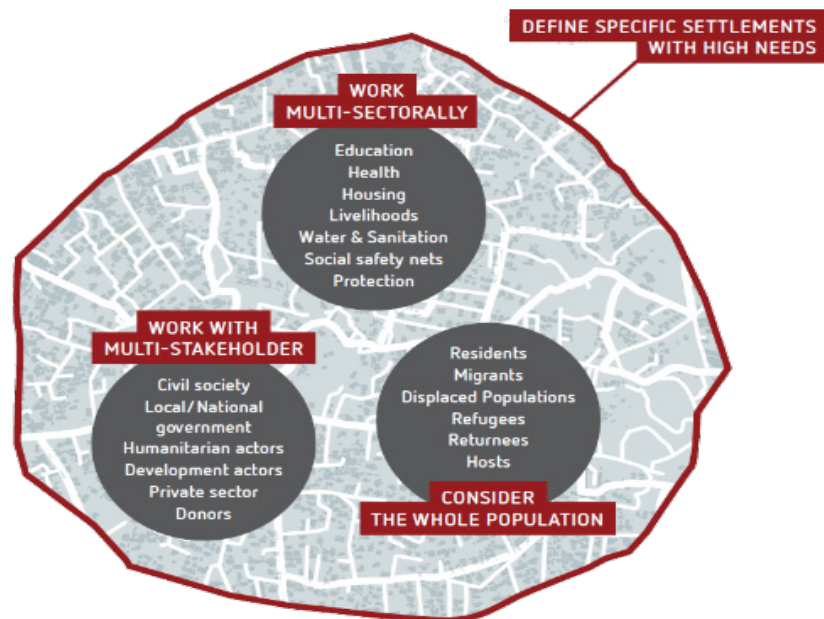 DEFINE SPECIFIC SETTLEMENTS
WITH HIGH NEEDS
WORK
MULTI-SECTORALLY
Education
Health
Housing
Livelihoods
Water & Sanitation
Social safety nets
Protection
WORK WITH
MULTI-STAKEHOLDER
Civil society
Local/National
government
Humanitarian actors
Development actors
Private sector
Donors
Residents
Migrants
Displaced Populations
Refugees
Returnees
Hosts
CONSIDER
THE WHOLE POPULATION